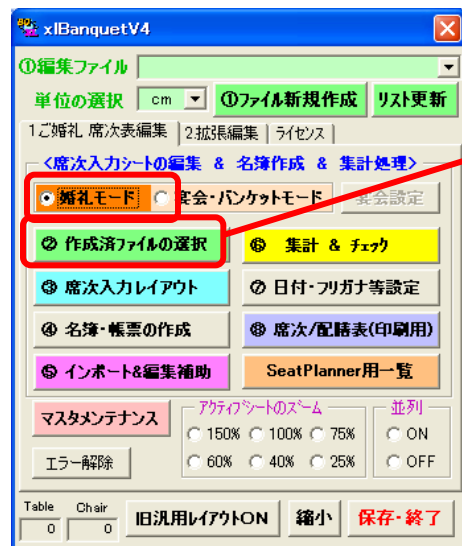 xlBanquetV4
①編集ファイル
単位の選択 cm ①ファイル新規作成 リスト更新
1ご婚礼 席次表編集 2拡張編集 ライセンス
<席次入力シートの編集 & 名簿作成 & 集計処理>
婚礼モード 宴会・バンケットモード 宴会設定
② 作成済ファイルの選択 ⑥ 集計 & チェック
③ 席次入力レイアウト ⑦ 日付・フリガナ等設定
④ 名簿・帳票の作成 ⑧ 席次/配膳表(印刷用)
⑤ インポート&編集補助 SeatPlanner用一覧
マスタメンテナンス アクティブシートのズーム 並列
150% 100% 75% ON
エラー解除 60% 40% 25% OFF
Table Chair
0 0 旧汎用レイアウトON 縮小 保存・終了